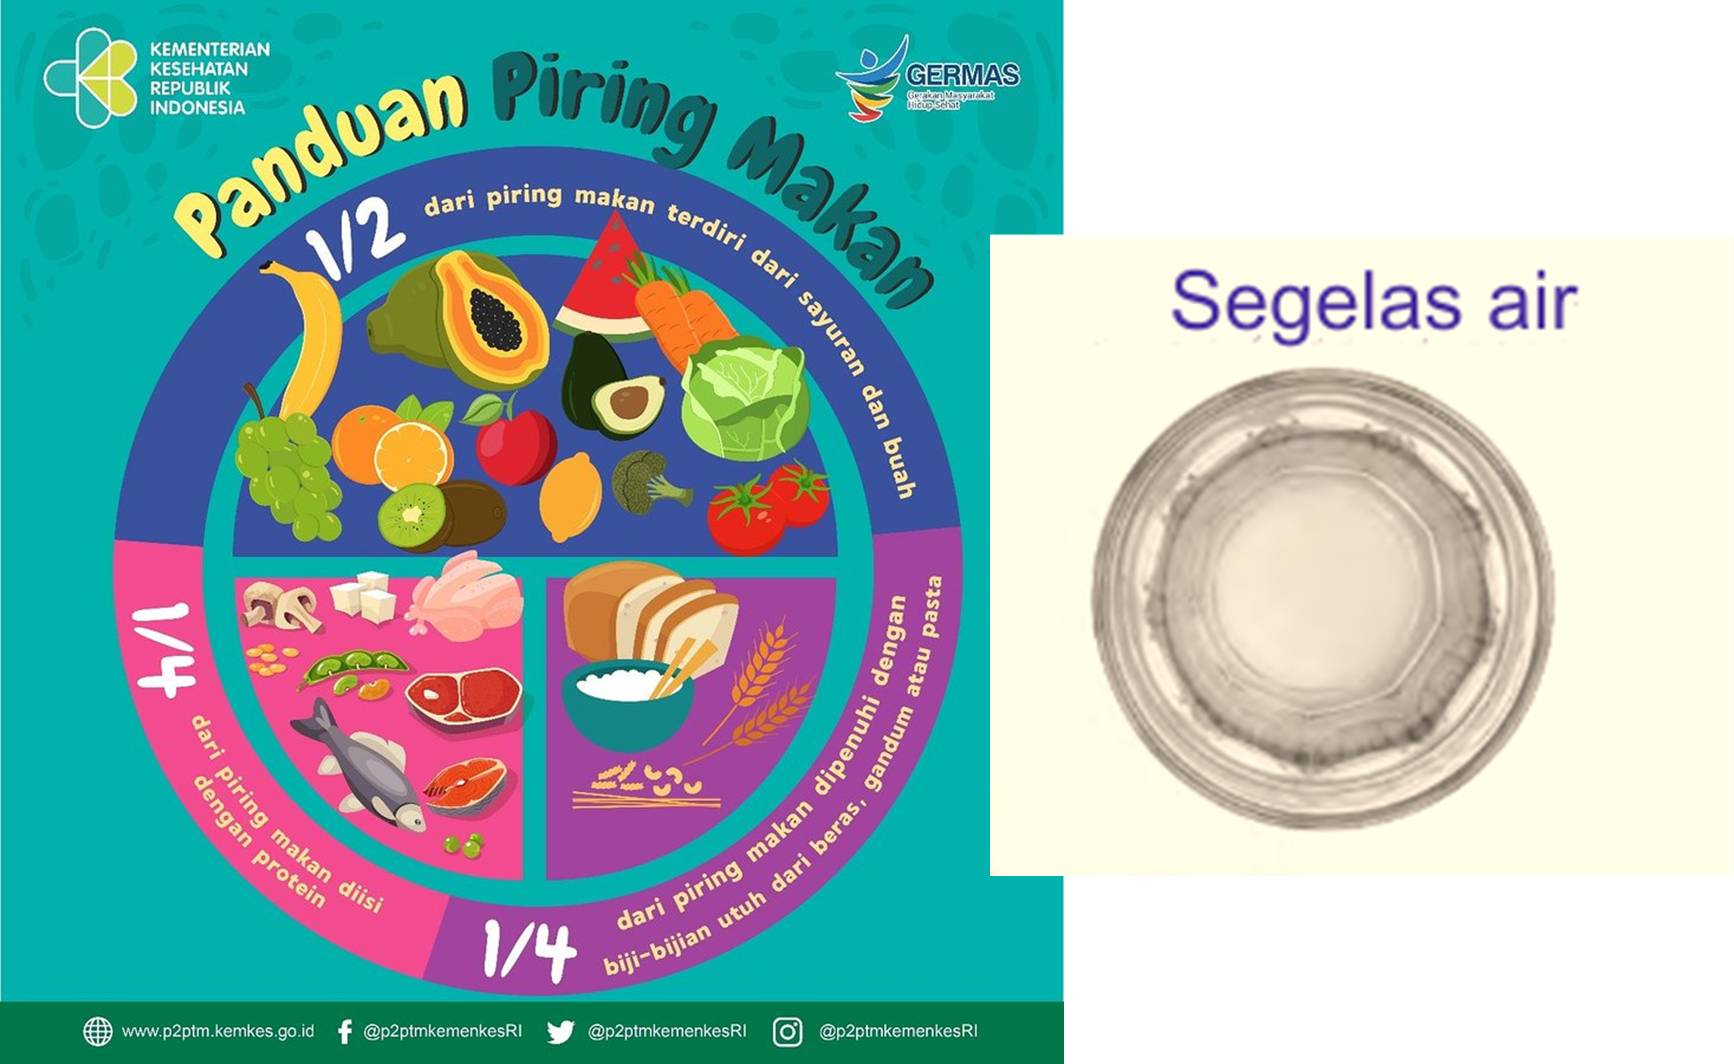 KEMENTERIAN
KESEHATAN
REPUBLIK
INDONESIA
GERMAS
Gerakan Masyarakat
Hidup Sehat
Panduan Piring Makan
1/2 dari piring makan terdiri dari sayuran dan buah
1/4 dari piring makan diisi
dengan protein
1/4 dari piring makan dipenuhi dengan
biji-bijian utuh dari beras, gandum atau pasta
www.p2ptm.kemkes.go.id @p2ptmkemenkesRI @p2ptmkemenkesRI @p2ptmkemenkesRI
Segelas air